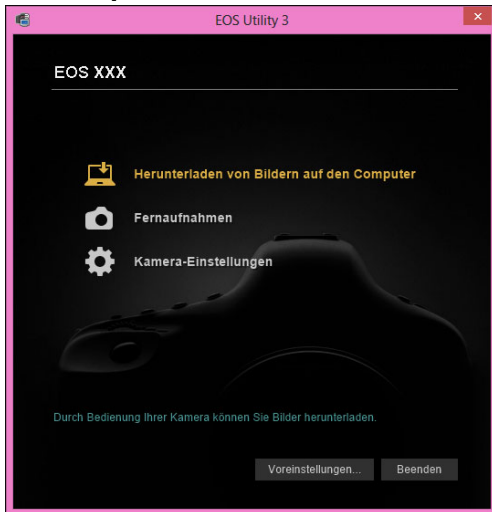 EOS Utility 3
EOS XXX
Herunterladen von Bildern auf den Computer
Fernaufnahmen
Kamera-Einstellungen
Durch Bedienung Ihrer Kamera können Sie Bilder herunterladen.
Voreinstellungen... Beenden